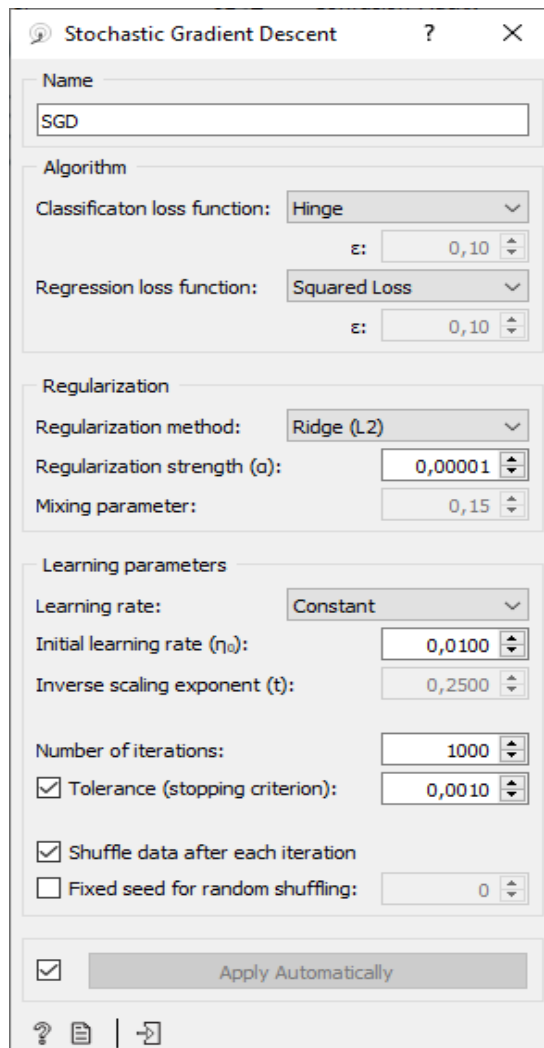 Stochastic Gradient Descent ? ×
Name
SGD
Algorithm
Classificaton loss function: Hinge
ε: 0,10
Regression loss function: Squared Loss
ε: 0,10
Regularization
Regularization method: Ridge (L2)
Regularization strength (α): 0,00001
Mixing parameter: 0,15
Learning parameters
Learning rate: Constant
Initial learning rate (η₀): 0,0100
Inverse scaling exponent (t): 0,2500
Number of iterations: 1000
Tolerance (stopping criterion): 0,0010
Shuffle data after each iteration
Fixed seed for random shuffling: 0
Apply Automatically
?